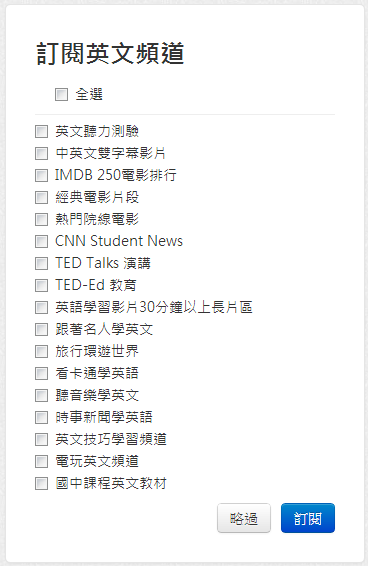 訂閱英文頻道
全選
英文聽力測驗
中英文雙字幕影片
IMDB 250電影排行
經典電影片段
熱門院線電影
CNN Student News
TED Talks 演講
TED-Ed 教育
英語學習影片30分鐘以上長片區
跟著名人學英文
旅行環遊世界
看卡通學英語
聽音樂學英文
時事新聞學英語
英文技巧學習頻道
電玩英文頻道
國中課程英文教材
略過 訂閱